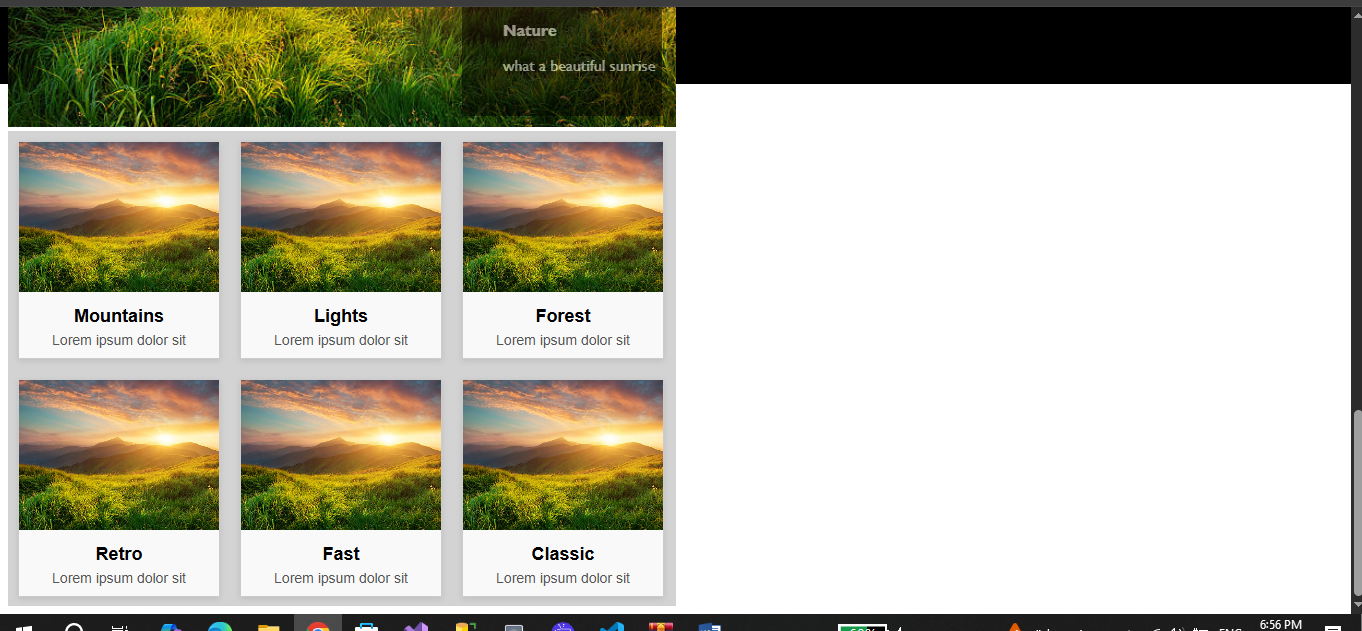 Nature
what a beautiful sunrise
Mountains
Lorem ipsum dolor sit
Lights
Lorem ipsum dolor sit
Forest
Lorem ipsum dolor sit
Retro
Lorem ipsum dolor sit
Fast
Lorem ipsum dolor sit
Classic
Lorem ipsum dolor sit
6:56 PM